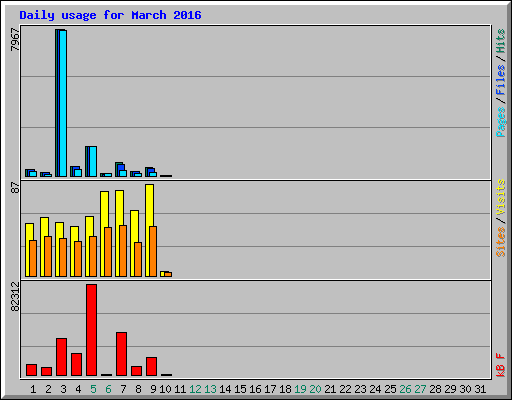 Daily usage for March 2016
7967
87
82312
Pages/Files/Hits
Sites/Visits
kB F
1 2 3 4 5 6 7 8 9 10 11 12 13 14 15 16 17 18 19 20 21 22 23 24 25 26 27 28 29 30 31